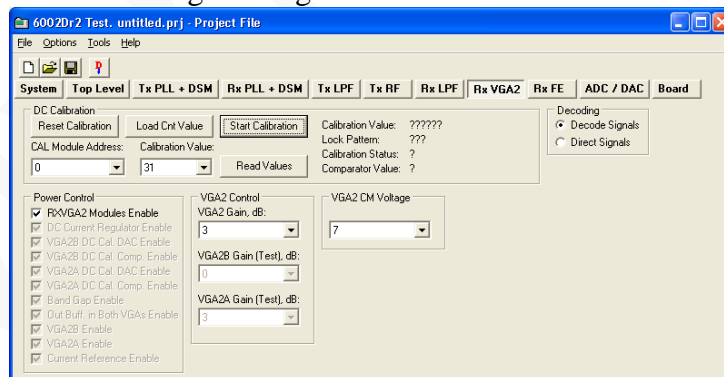 6002Dr2 Test. untitled.prj - Project File
File Options Tools Help
System Top Level Tx PLL + DSM Rx PLL + DSM Tx LPF Tx RF Rx LPF Rx VGA2 Rx FE ADC / DAC Board
DC Calibration
Reset Calibration Load Cnt Value Start Calibration
CAL Module Address: Calibration Value:
0 31 Read Values
Calibration Value: ??????
Lock Pattern: ???
Calibration Status: ?
Comparator Value: ?
Decoding
Decode Signals
Direct Signals
Power Control
RXVGA2 Modules Enable
DC Current Regulator Enable
VGA2B DC Cal. DAC Enable
VGA2B DC Cal. Comp. Enable
VGA2A DC Cal. DAC Enable
VGA2A DC Cal. Comp. Enable
Band Gap Enable
Out Buff. in Both VGAs Enable
VGA2B Enable
VGA2A Enable
Current Reference Enable
VGA2 Control
VGA2 Gain, dB:
3
VGA2B Gain (Test), dB:
0
VGA2A Gain (Test), dB:
3
VGA2 CM Voltage
7